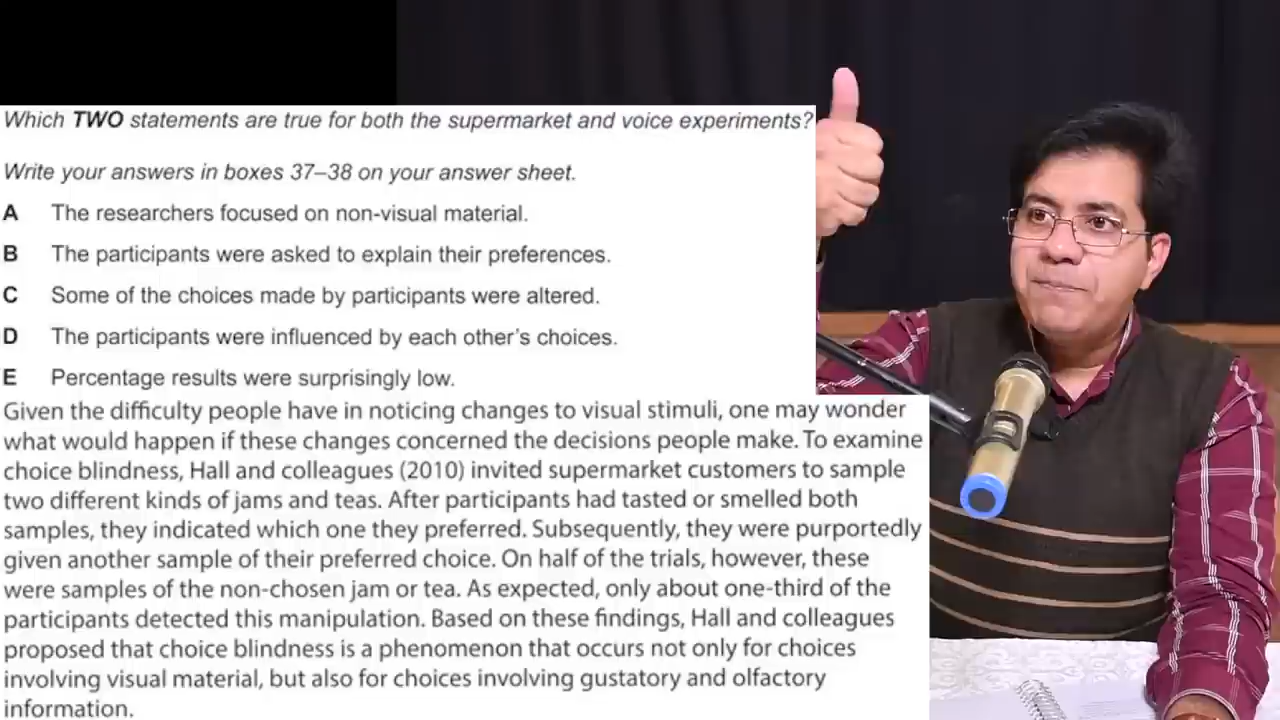 Which TWO statements are true for both the supermarket and voice experiments?
Write your answers in boxes 37–38 on your answer sheet.
A The researchers focused on non-visual material.
B The participants were asked to explain their preferences.
C Some of the choices made by participants were altered.
D The participants were influenced by each other's choices.
E Percentage results were surprisingly low.
Given the difficulty people have in noticing changes to visual stimuli, one may wonder
what would happen if these changes concerned the decisions people make. To examine
choice blindness, Hall and colleagues (2010) invited supermarket customers to sample
two different kinds of jams and teas. After participants had tasted or smelled both
samples, they indicated which one they preferred. Subsequently, they were purportedly
given another sample of their preferred choice. On half of the trials, however, these
were samples of the non-chosen jam or tea. As expected, only about one-third of the
participants detected this manipulation. Based on these findings, Hall and colleagues
proposed that choice blindness is a phenomenon that occurs not only for choices
involving visual material, but also for choices involving gustatory and olfactory
information.